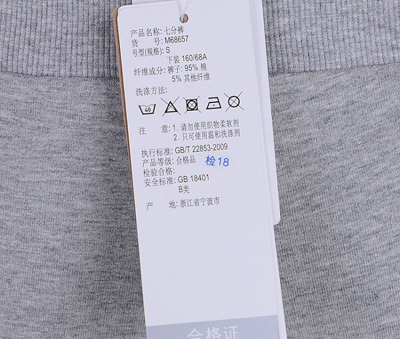 产品名称: 七分裤
货 号: M68657
号型(规格): S
下装 160/68A
纤维成分: 裤子: 95% 棉
5% 其他纤维
洗涤方法:
40
注意: 1. 请勿使用织物柔软剂
2. 只可使用温和洗涤剂
执行标准: GB/T 22853-2009
产品等级: 合格品
检18
检验合格:
安全标准: GB 18401
B类
产 地: 浙江省宁波市
合格证